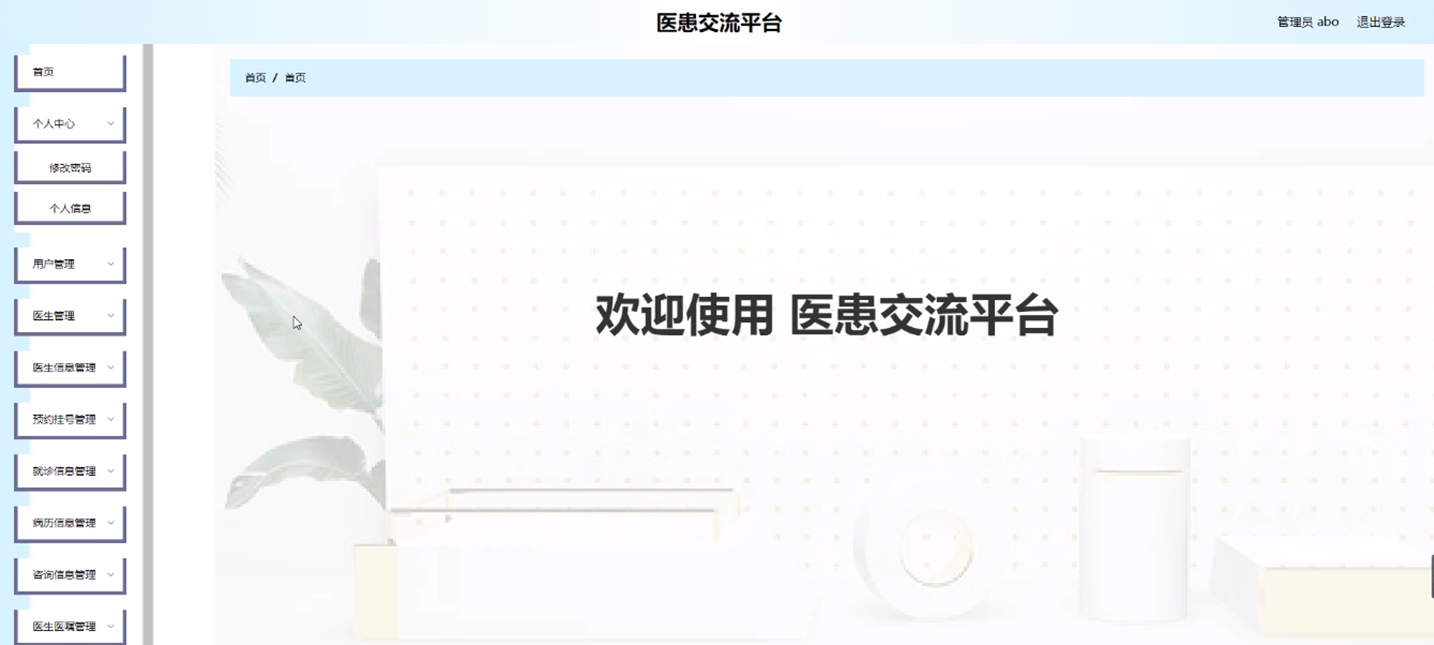 医患交流平台
管理员 abo 退出登录
首页
个人中心
修改密码
个人信息
用户管理
医生管理
医生信息管理
预约挂号管理
就诊信息管理
病历信息管理
咨询信息管理
医生医嘱管理
首页 / 首页
欢迎使用 医患交流平台